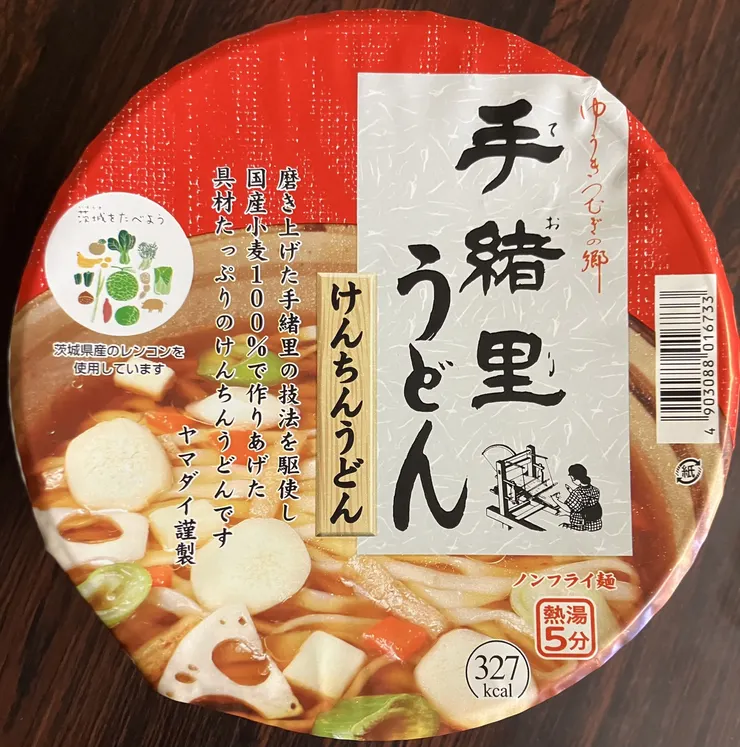 ゆうきつむぎの郷
手緒里
てお り
うどん
けんちんうどん
磨き上げた手緒里の技法を駆使し
国産小麦100%で作りあげた
具材たっぷりのけんちんうどんです
ヤマダイ謹製
茨城をたべよう
茨城県産のレンコンを
使用しています
4 903088 016733
紙
ノンフライ麺
熱湯
5分
327
kcal